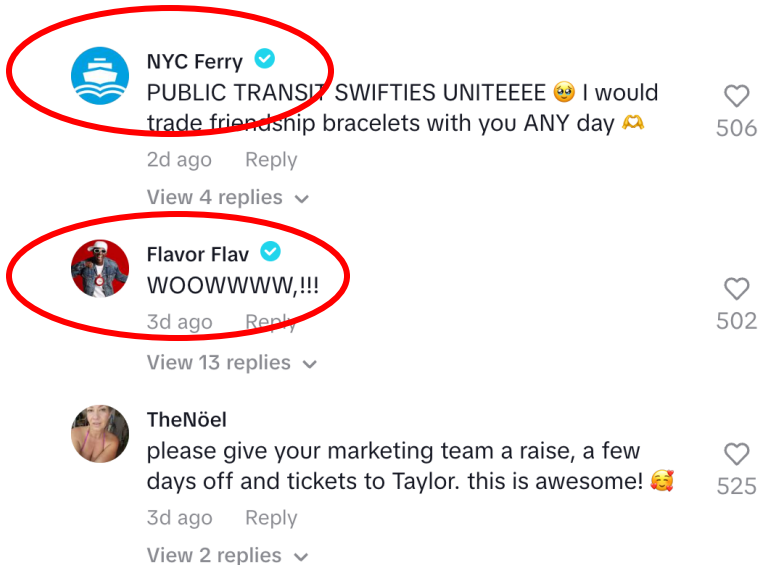 NYC Ferry
PUBLIC TRANSIT SWIFTIES UNITEEEE 🥹 I would
trade friendship bracelets with you ANY day 🫶
2d ago Reply
506
View 4 replies
Flavor Flav
WOOWWWW,!!!
3d ago Reply
502
View 13 replies
TheNöel
please give your marketing team a raise, a few
days off and tickets to Taylor. this is awesome! 🥰
525
3d ago Reply
View 2 replies